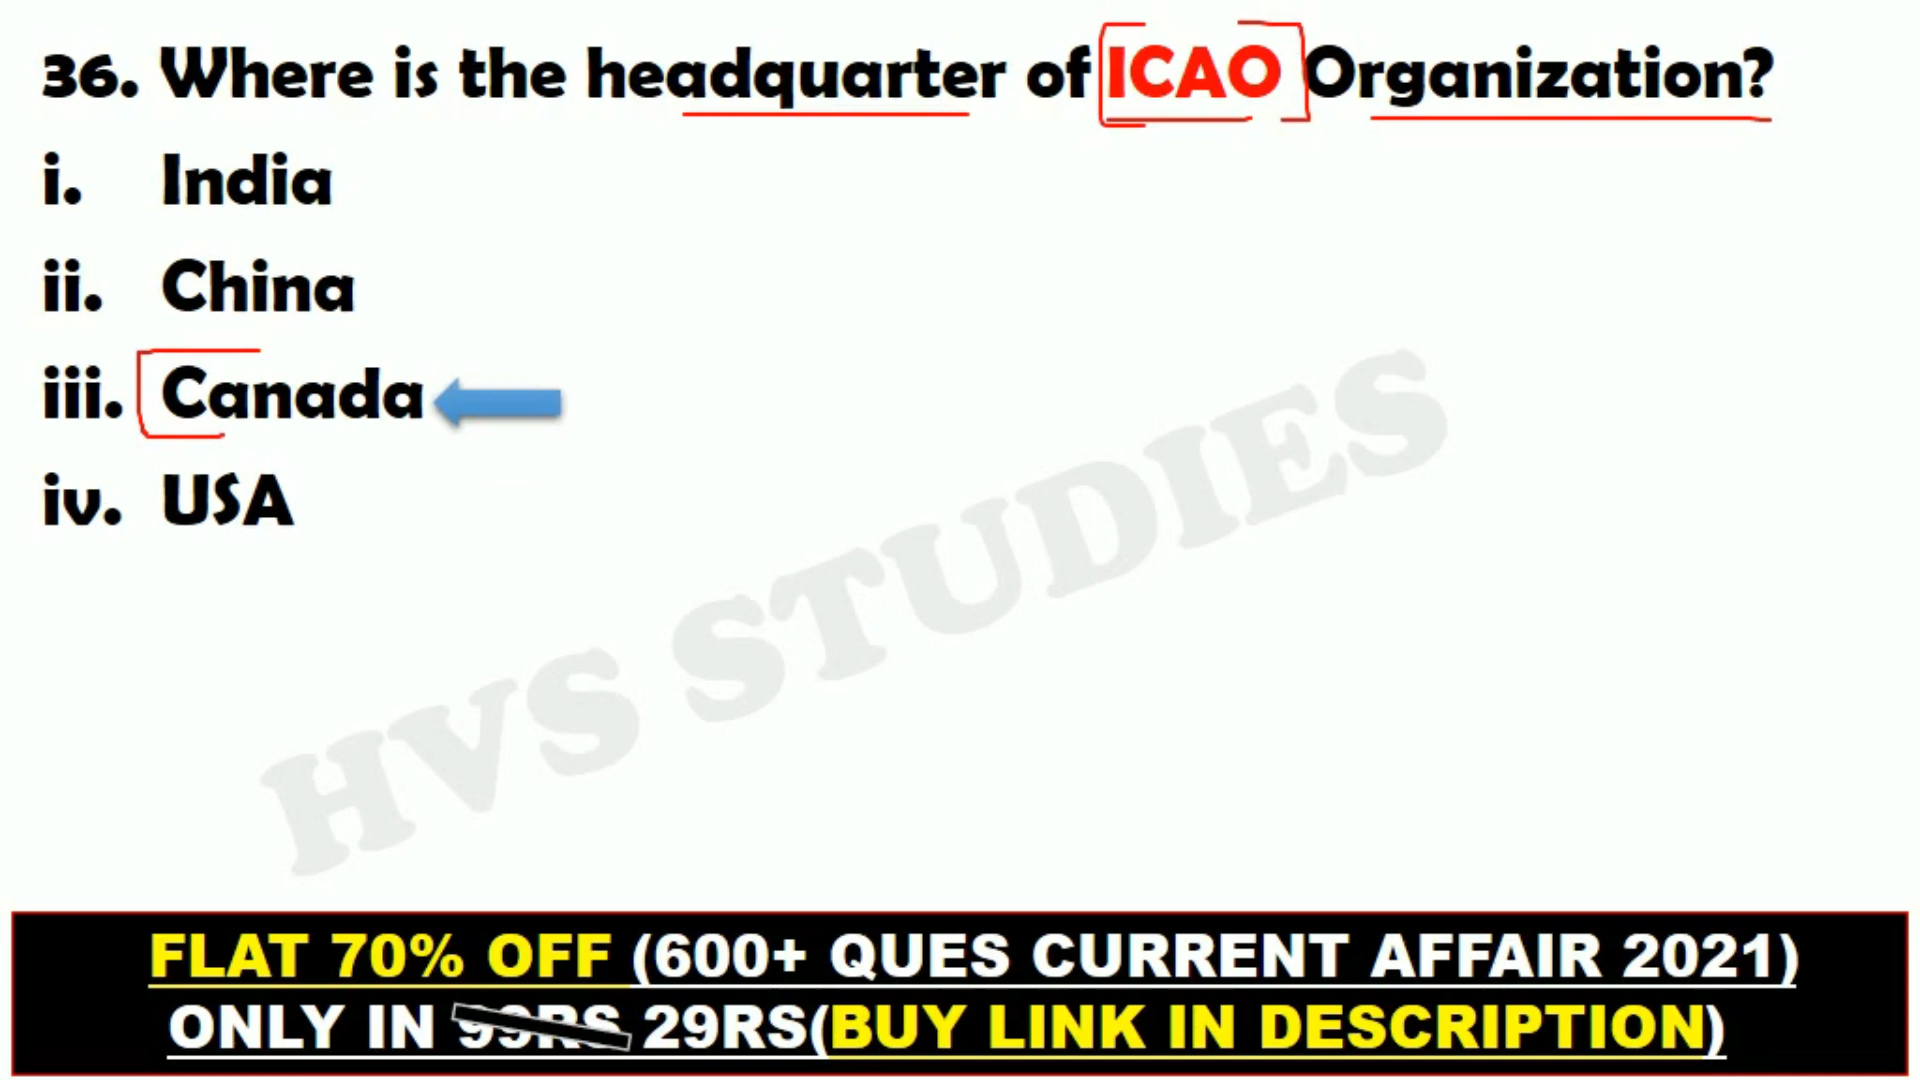 36. Where is the headquarter of ICAO Organization?
i. India
ii. China
iii. Canada
iv. USA
HVS STUDIES
FLAT 70% OFF (600+ QUES CURRENT AFFAIR 2021)
ONLY IN 99RS 29RS(BUY LINK IN DESCRIPTION)